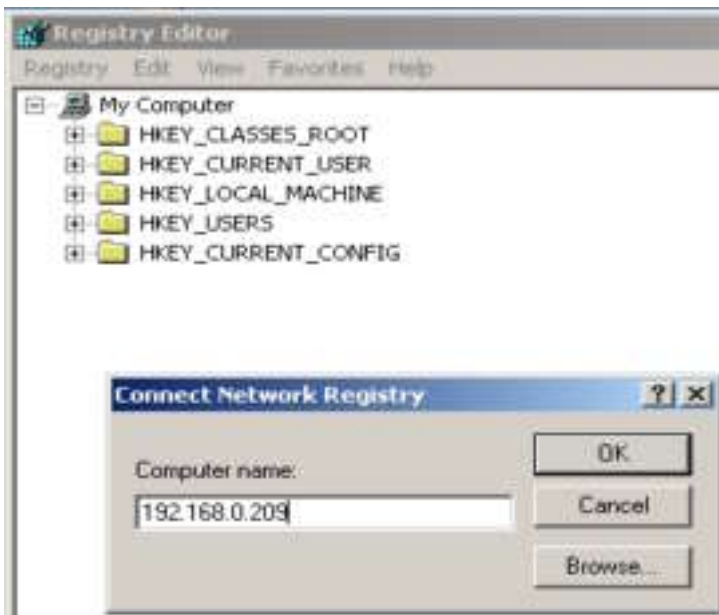 Registry Editor
Registry Edit View Favorites Help
My Computer
HKEY_CLASSES_ROOT
HKEY_CURRENT_USER
HKEY_LOCAL_MACHINE
HKEY_USERS
HKEY_CURRENT_CONFIG
Connect Network Registry
OK
Computer name:
192.168.0.209
Cancel
Browse...